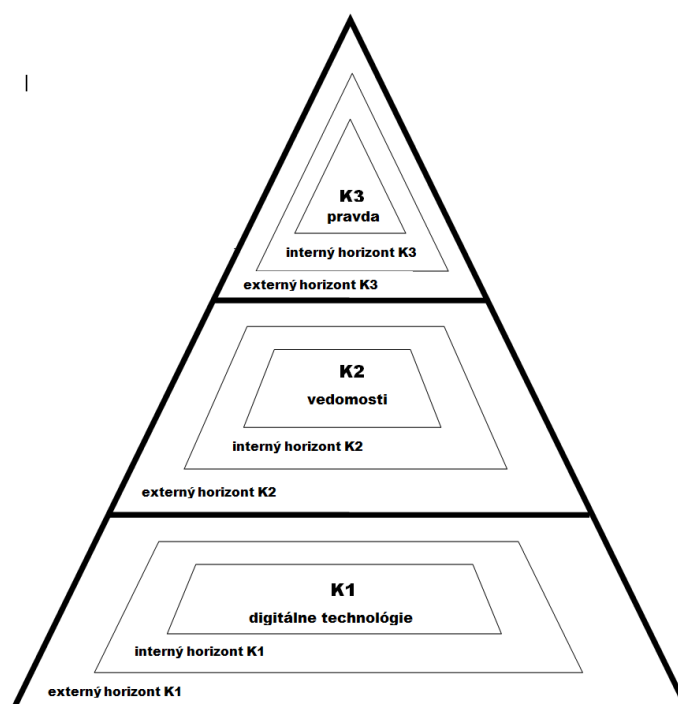 K3
pravda
interný horizont K3
externý horizont K3
K2
vedomosti
interný horizont K2
externý horizont K2
K1
digitálne technológie
interný horizont K1
externý horizont K1